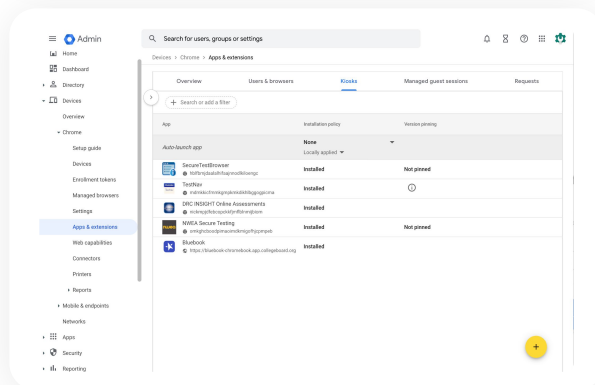 Admin
Search for users, groups or settings
Home
Dashboard
Directory
Devices
Overview
Chrome
Setup guide
Devices
Enrollment tokens
Managed browsers
Settings
Apps & extensions
Web capabilities
Connectors
Printers
Reports
Mobile & endpoints
Networks
Apps
Security
Reporting
Devices > Chrome > Apps & extensions
Overview Users & browsers Kiosks Managed guest sessions Requests
+ Search or add a filter
App Installation policy Version pinning
Auto-launch app None
Locally applied
SecureTestBrowser Installed Not pinned
TestNav Installed
DRC INSIGHT Online Assessments Installed
NWEA Secure Testing Installed Not pinned
Bluebook Installed
https://bluebook-chromebook.app.collegeboard.org